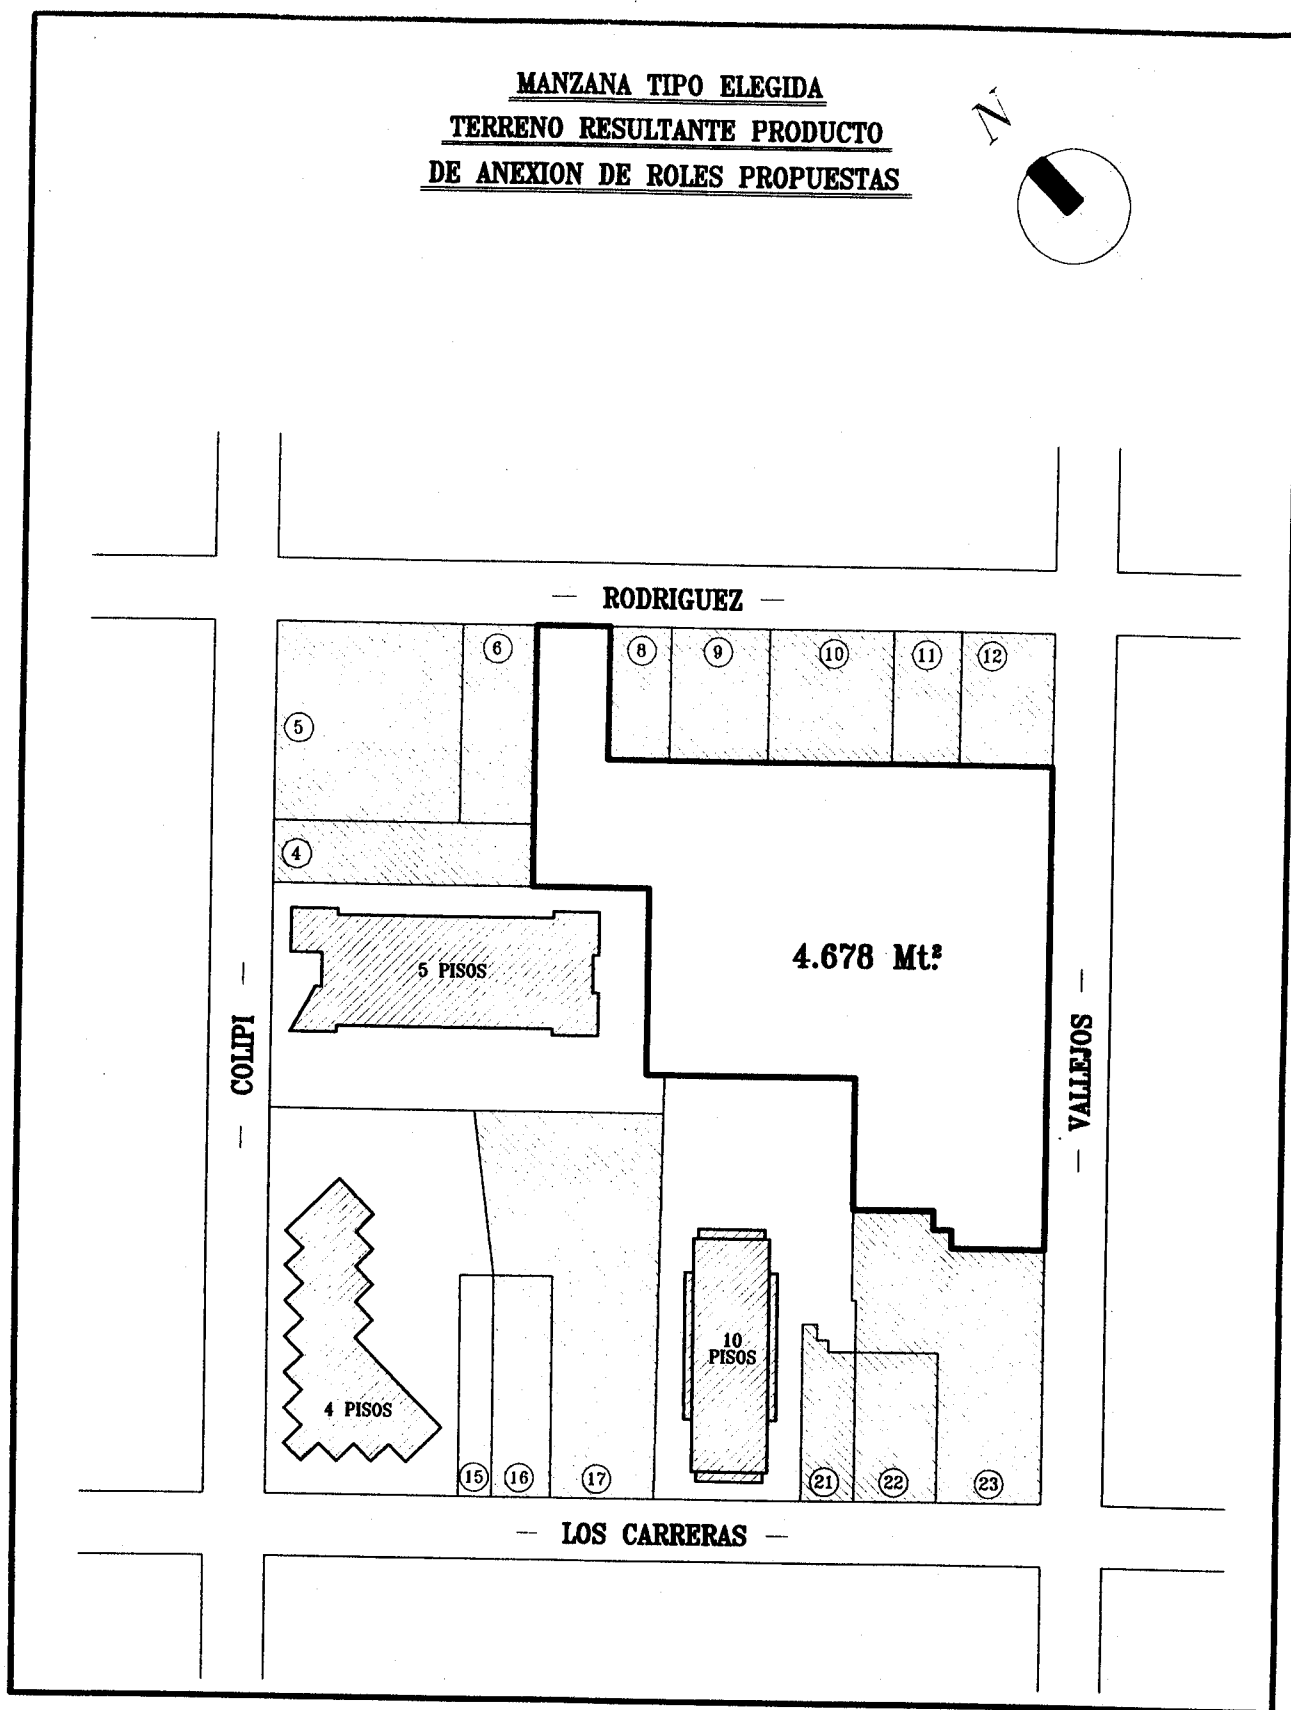 MANZANA TIPO ELEGIDA
TERRENO RESULTANTE PRODUCTO
DE ANEXION DE ROLES PROPUESTAS
N
— RODRIGUEZ —
6
8
9
10
11
12
5
4
5 PISOS
4.678 Mt.²
— COLIPI —
— VALLEJOS —
10
PISOS
4 PISOS
15
16
17
21
22
23
— LOS CARRERAS —